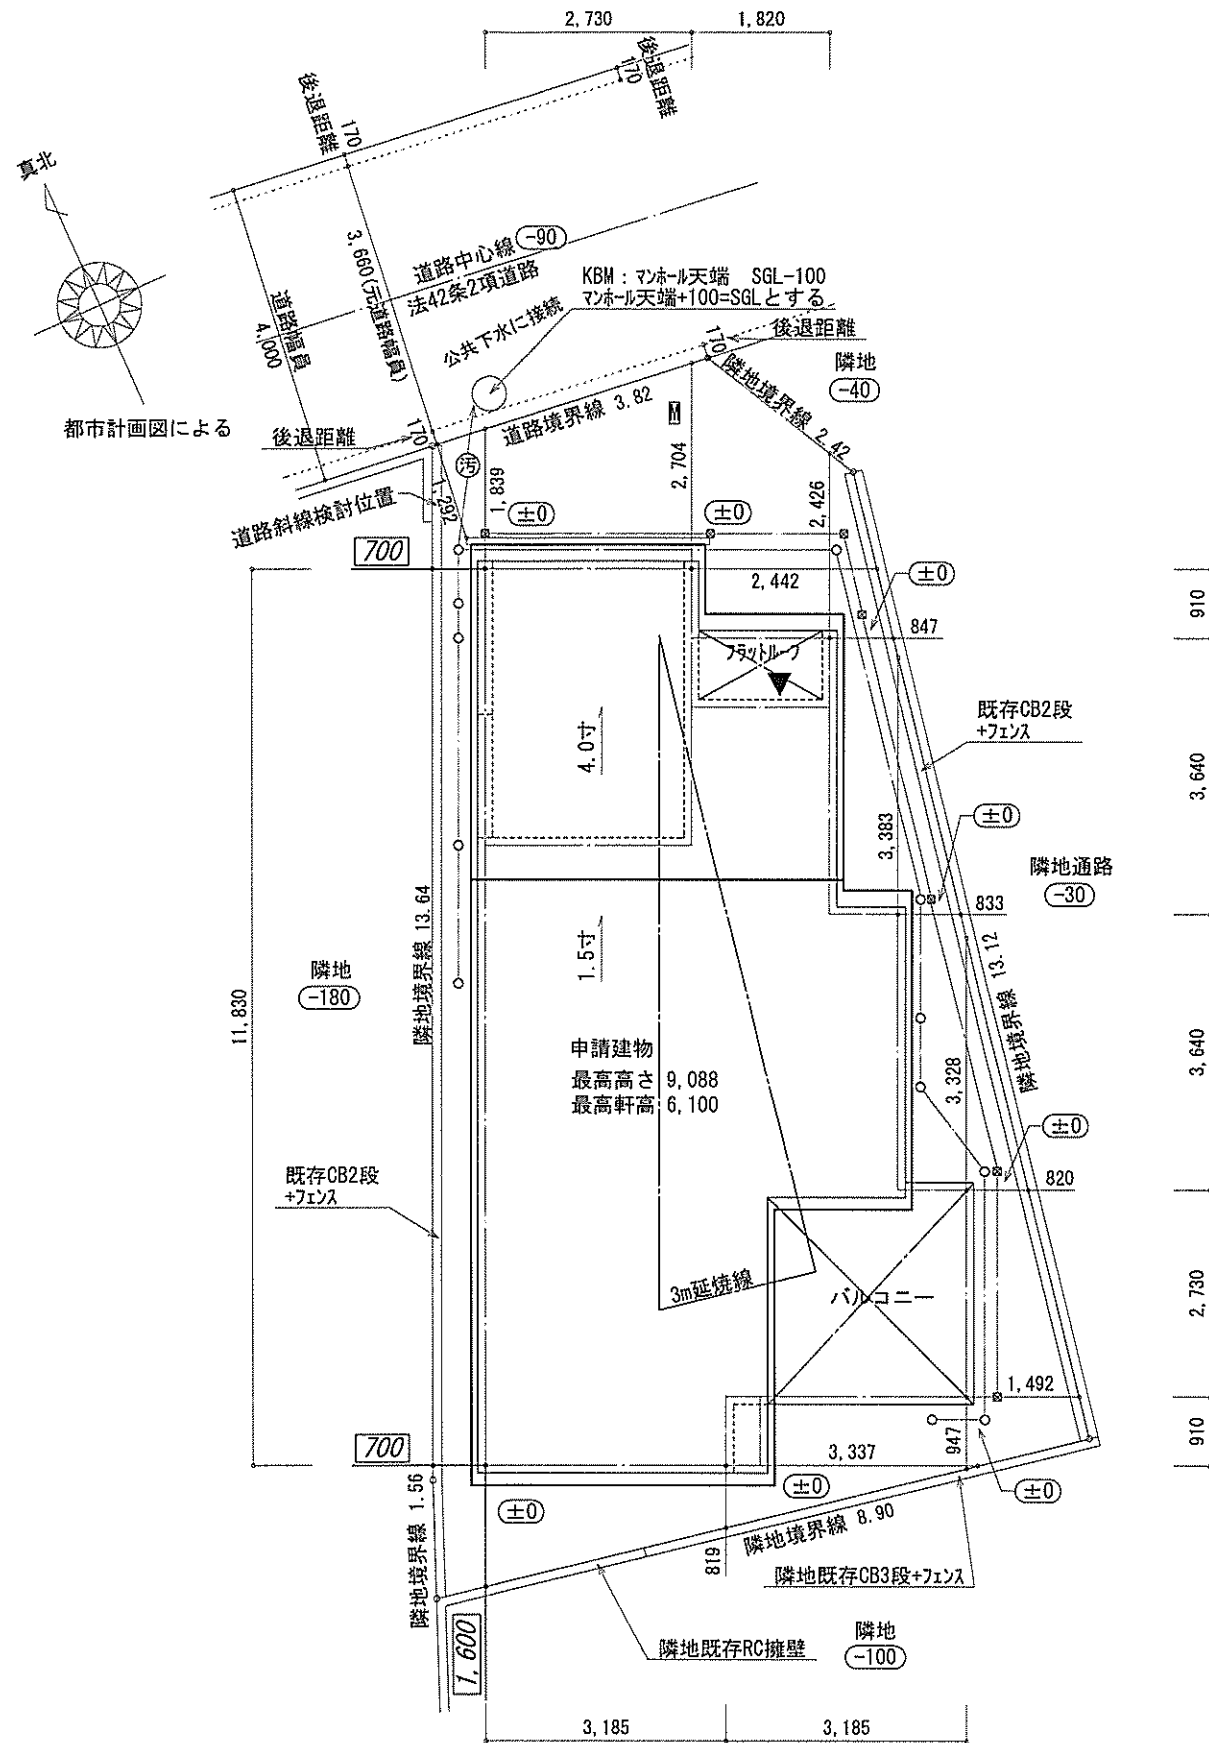 2,730
1,820
後退距離
170
後退距離
170
真北
道路中心線
-90
法42条2項道路
3,660(元道路幅員)
道路幅員
4,000
KBM : マンホール天端 SGL-100
マンホール天端+100=SGLとする
公共下水に接続
都市計画図による
後退距離
170
道路境界線 3.82
170
後退距離
隣地
-40
隣地境界線 2.42
M
汚
道路斜線検討位置
1,292
1,839
2,704
2,426
±0
±0
700
2,442
±0
910
847
フラットルーフ
既存CB2段
+フェンス
4.0寸
3,640
3,383
±0
隣地通路
-30
833
隣地境界線 13.64
1.5寸
隣地
-180
11,830
隣地境界線 13.12
申請建物
最高高さ 9,088
最高軒高 6,100
3,328
3,640
±0
既存CB2段
+フェンス
820
3m延焼線
バルコニー
2,730
1,492
700
3,337
947
910
±0
±0
±0
隣地境界線 1.56
隣地境界線 8.90
819
隣地既存CB3段+フェンス
1,600
隣地既存RC擁壁
隣地
-100
3,185
3,185